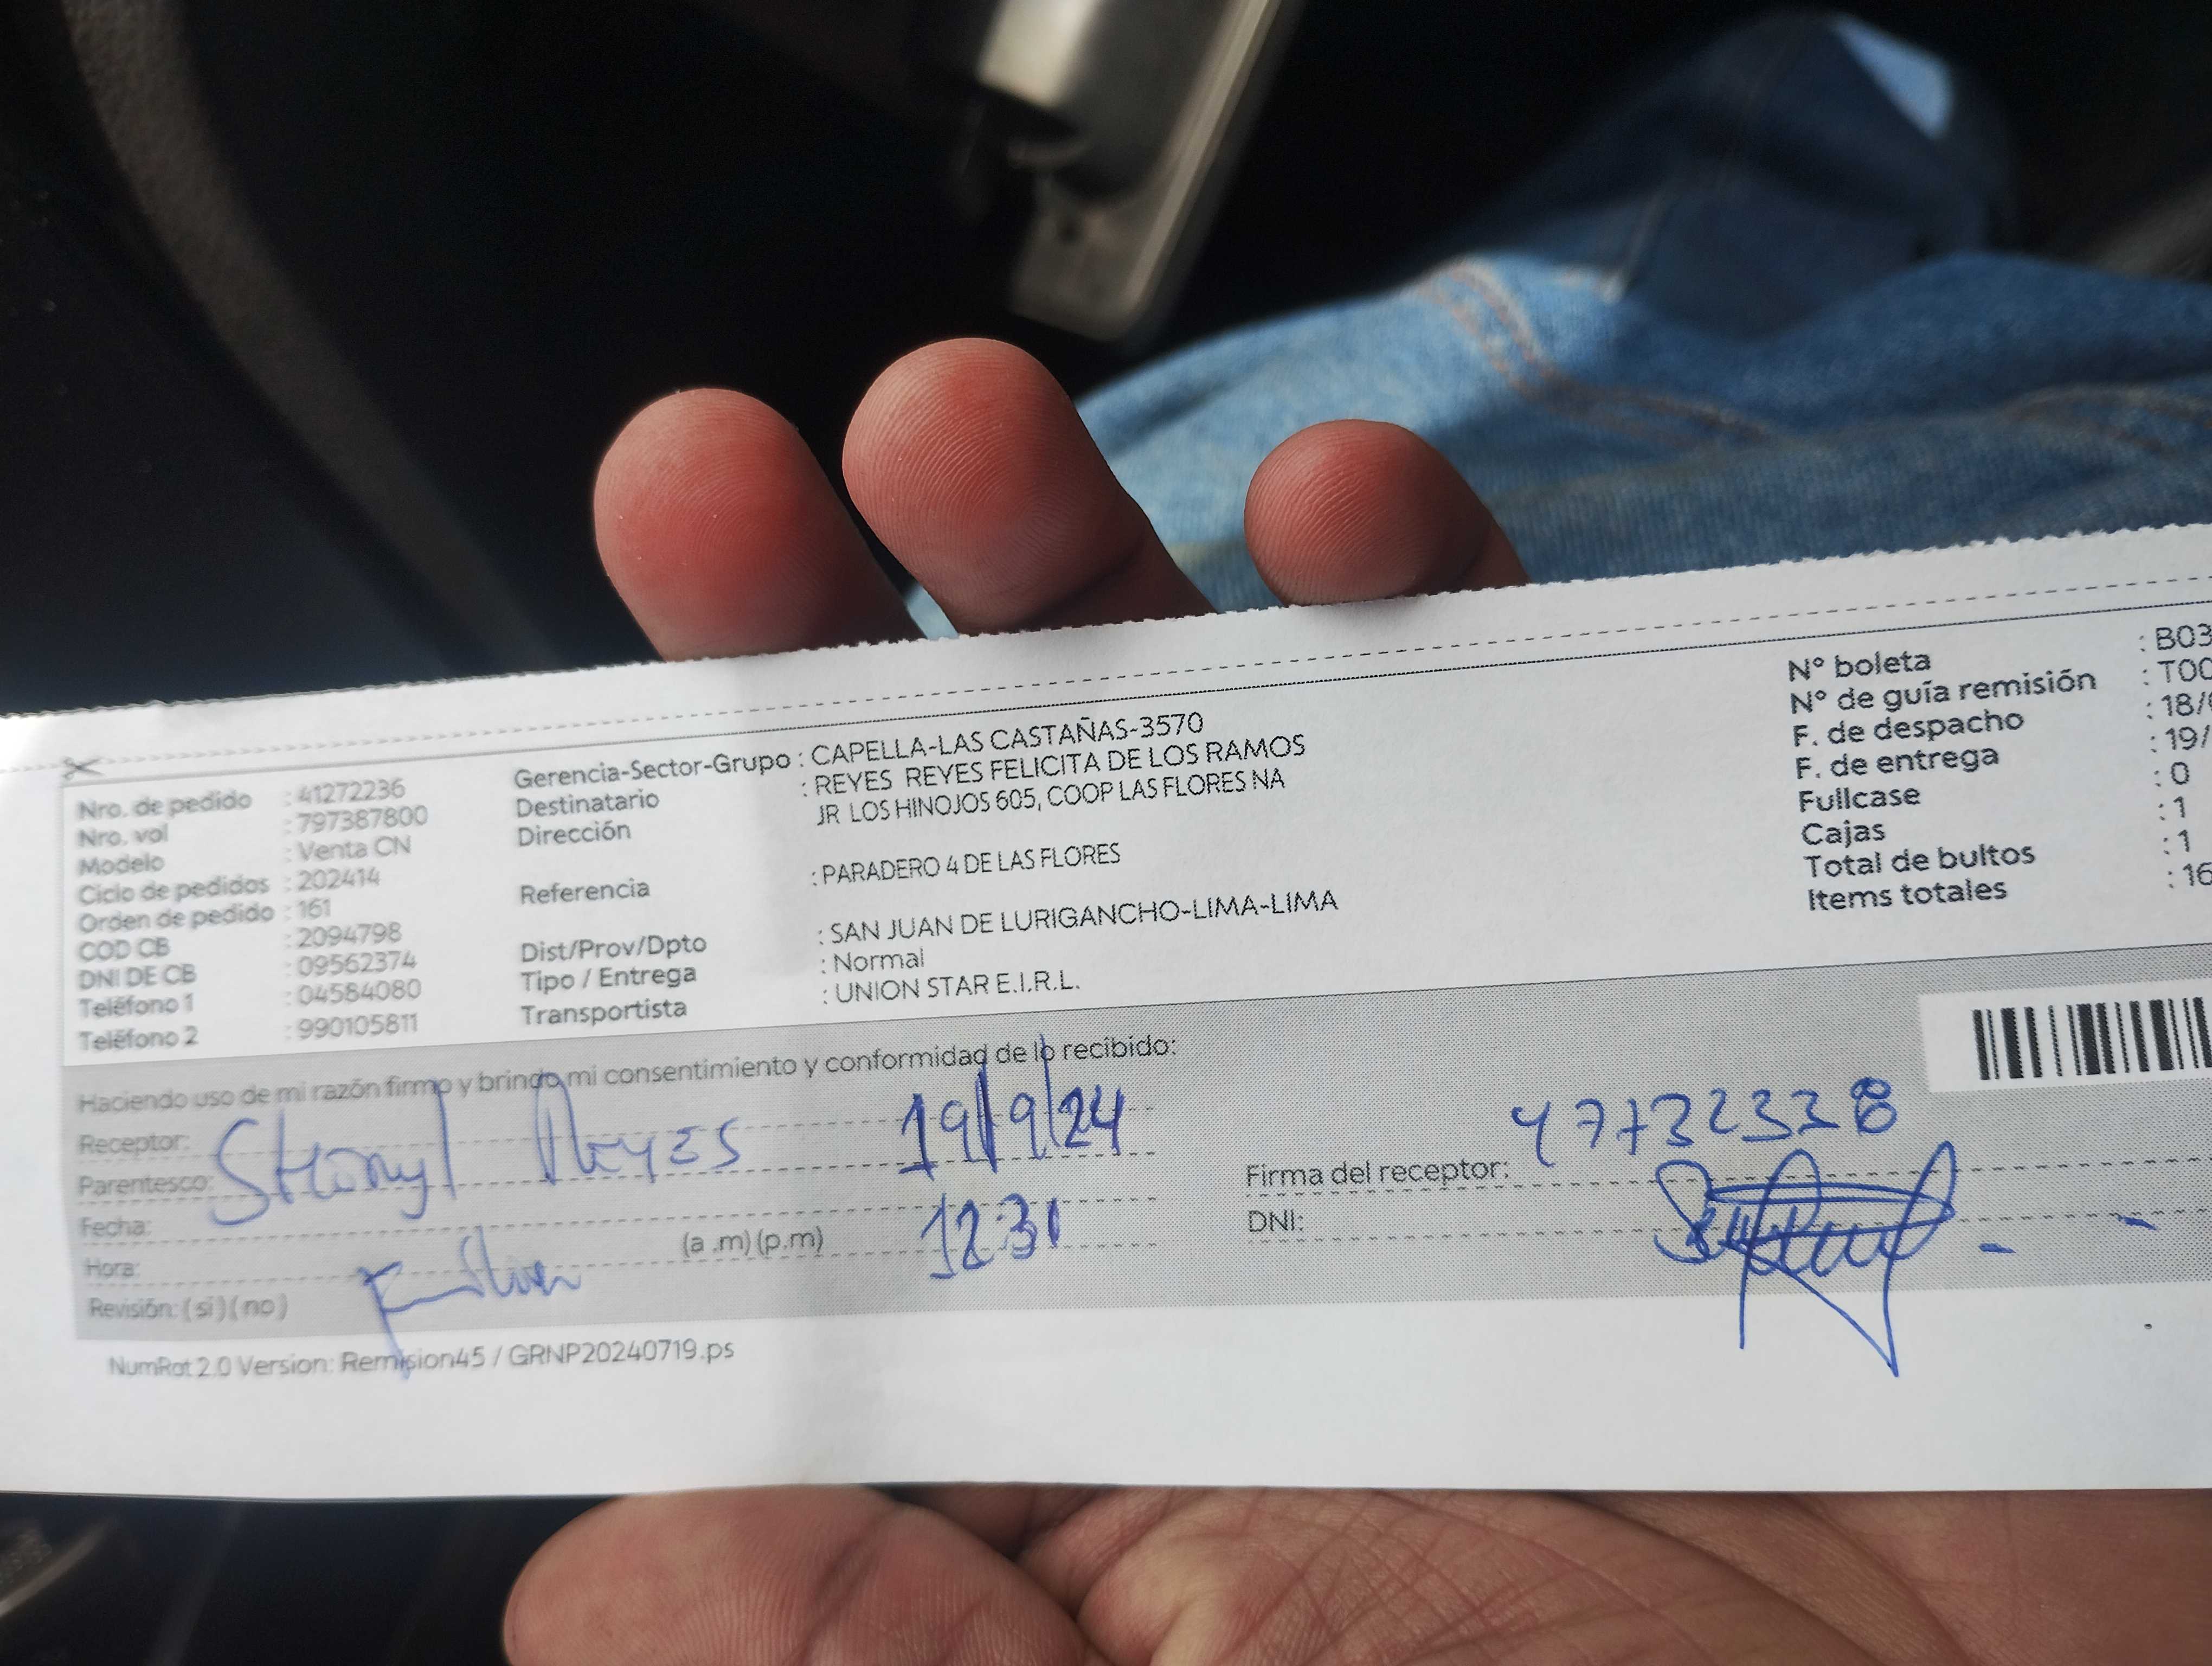 Nro. de pedido : 41272236
Nro. vol : 797387800
Modelo : Venta CN
Ciclo de pedidos : 202414
Orden de pedido : 161
COD CB : 2094798
DNI DE CB : 09562374
Teléfono 1 : 04584080
Teléfono 2 : 990105811
Gerencia-Sector-Grupo : CAPELLA-LAS CASTAÑAS-3570
Destinatario : REYES REYES FELICITA DE LOS RAMOS
Dirección JR LOS HINOJOS 605, COOP LAS FLORES NA
Referencia : PARADERO 4 DE LAS FLORES
Dist/Prov/Dpto : SAN JUAN DE LURIGANCHO-LIMA-LIMA
Tipo / Entrega : Normal
Transportista : UNION STAR E.I.R.L.
N° boleta : B03
N° de guía remisión : T00
F. de despacho : 18/
F. de entrega : 19/
Fullcase : 0
Cajas : 1
Total de bultos : 1
Items totales : 16
Haciendo uso de mi razón firmo y brindo mi consentimiento y conformidad de lo recibido:
Receptor:
Parentesco: Reyes 19/9/24
Fecha:
Hora: (a .m) (p.m) 12:31
Revisión: ( si ) ( no )
Firma del receptor: 47732338
DNI:
NumRot 2.0 Version: Remision45 / GRNP20240719.ps